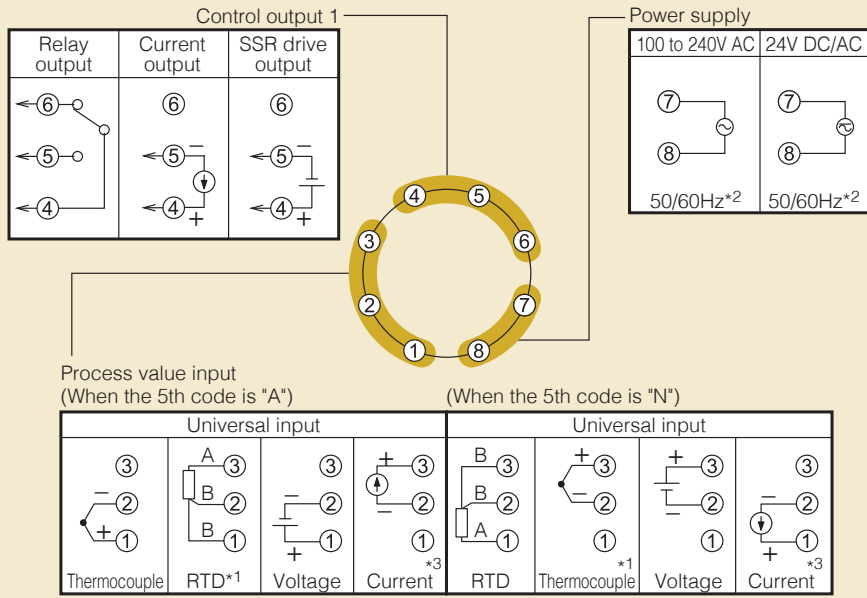 Control output 1
Power supply
Relay output
Current output
SSR drive output
6
5
4
6
−
5
4
+
6
−
5
4
+
100 to 240V AC
24V DC/AC
7
8
50/60Hz*2
7
8
50/60Hz*2
4
5
6
3
2
1
7
8
Process value input
(When the 5th code is "A")
(When the 5th code is "N")
Universal input
Universal input
3
−
2
+
1
Thermocouple
A
3
B
2
B
1
RTD*1
3
−
2
1
+
Voltage
+
3
−
2
1
*3
Current
B
3
B
2
A
1
RTD
+
3
−
2
1
*1
Thermocouple
+
3
−
2
1
Voltage
3
−
2
1
+
*3
Current